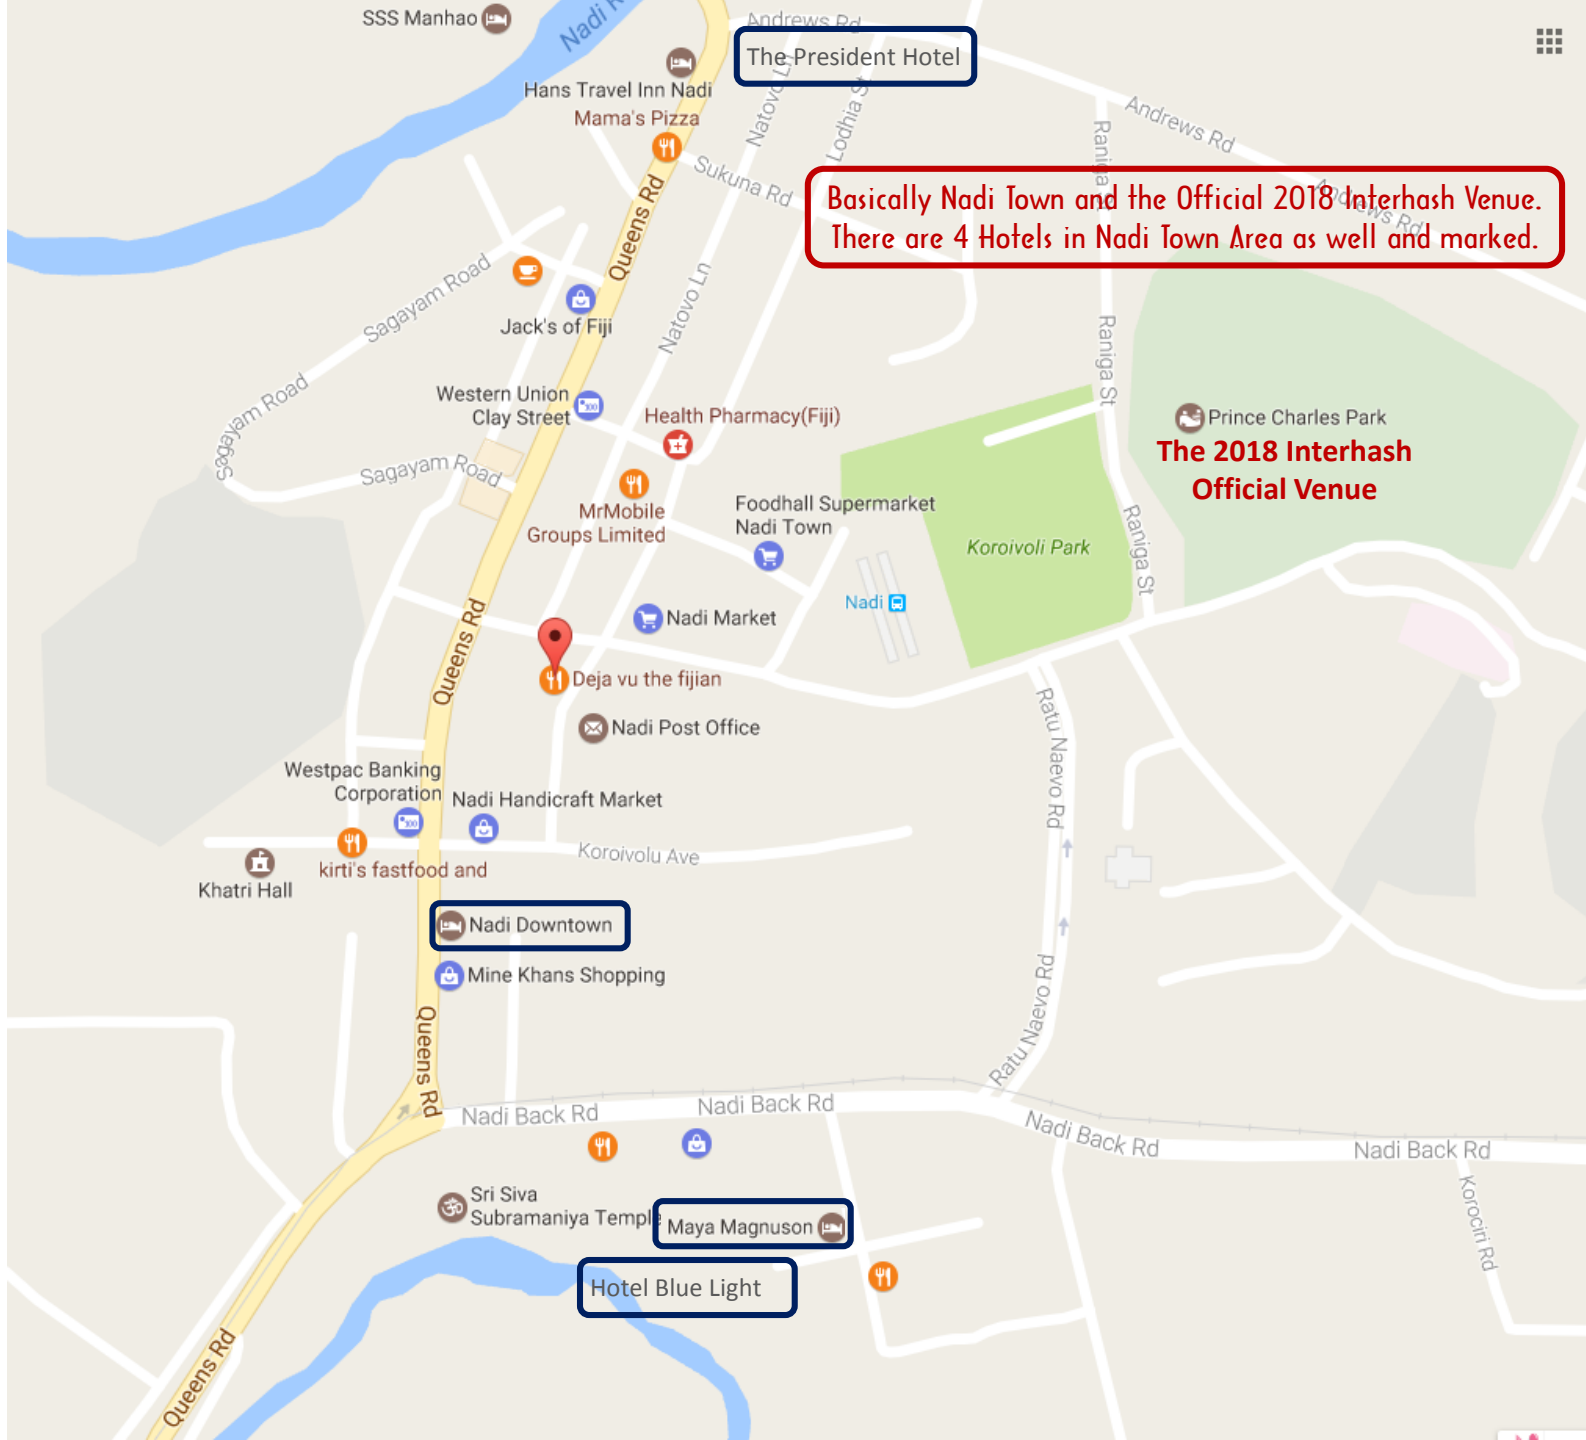 SSS Manhao
Nadi R
Andrews Rd
The President Hotel
Hans Travel Inn Nadi
Mama's Pizza
Natovo Ln
Lodhia St
Andrews Rd
Raniga St
Sukuna Rd
Queens Rd
Basically Nadi Town and the Official 2018 Interhash Venue.
There are 4 Hotels in Nadi Town Area as well and marked.
Andrews Rd
Sagayam Road
Jack's of Fiji
Natovo Ln
Raniga St
Sagayam Road
Western Union
Clay Street
Health Pharmacy(Fiji)
Prince Charles Park
The 2018 Interhash
Official Venue
Sagayam Road
MrMobile
Groups Limited
Foodhall Supermarket
Nadi Town
Koroivoli Park
Raniga St
Nadi
Nadi Market
Queens Rd
Deja vu the fijian
Nadi Post Office
Ratu Naevo Rd
Westpac Banking
Corporation
Nadi Handicraft Market
Koroivolu Ave
kirti's fastfood and
Khatri Hall
Nadi Downtown
Mine Khans Shopping
Queens Rd
Ratu Naevo Rd
Nadi Back Rd
Nadi Back Rd
Nadi Back Rd
Nadi Back Rd
Sri Siva
Subramaniya Temple
Maya Magnuson
Korociri Rd
Hotel Blue Light
Queens Rd